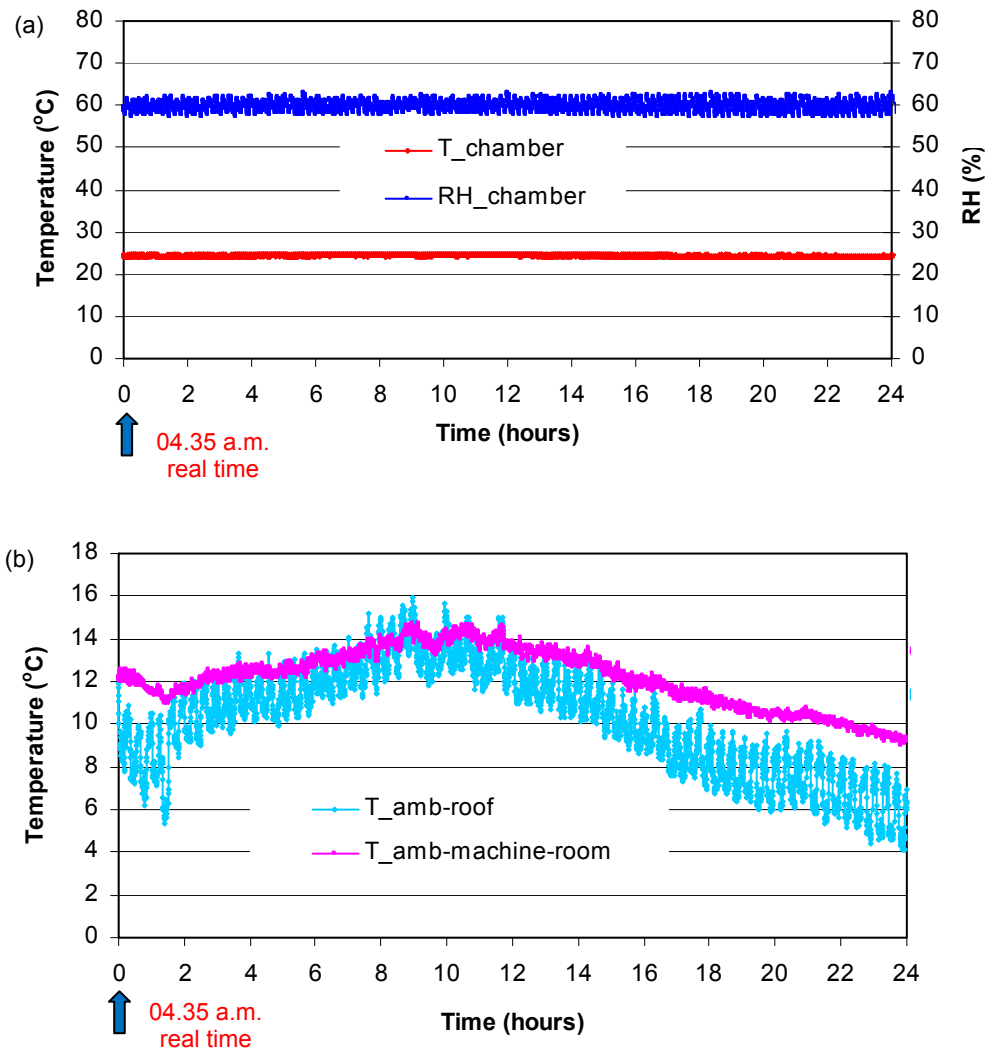 (a)
80
70
60
50
40
30
20
10
0
Temperature (°C)
T_chamber
RH_chamber
80
70
60
50
40
30
20
10
0
RH (%)
0 2 4 6 8 10 12 14 16 18 20 22 24
Time (hours)
04.35 a.m.
real time
(b)
18
16
14
12
10
8
6
4
2
0
Temperature (°C)
T_amb-roof
T_amb-machine-room
0 2 4 6 8 10 12 14 16 18 20 22 24
Time (hours)
04.35 a.m.
real time